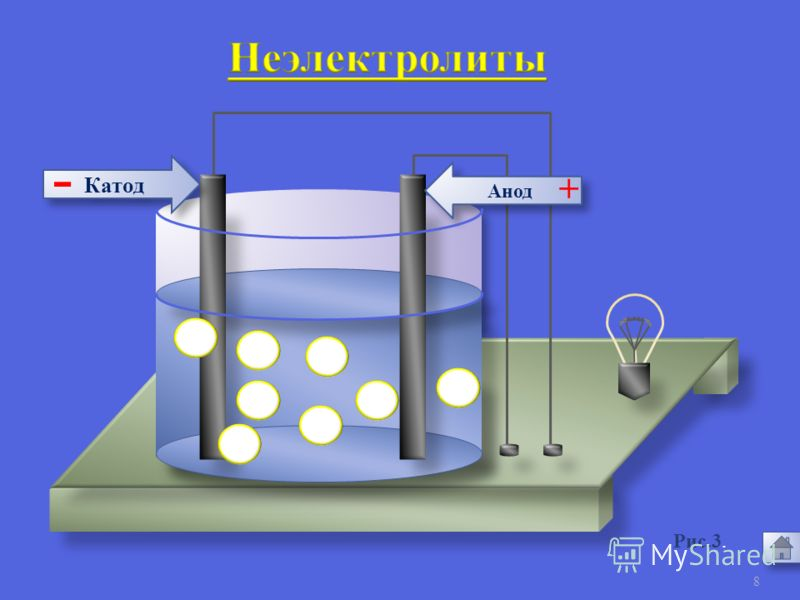 Неэлектролиты
- Катод
Анод +
Рис.3.
MyShared
8